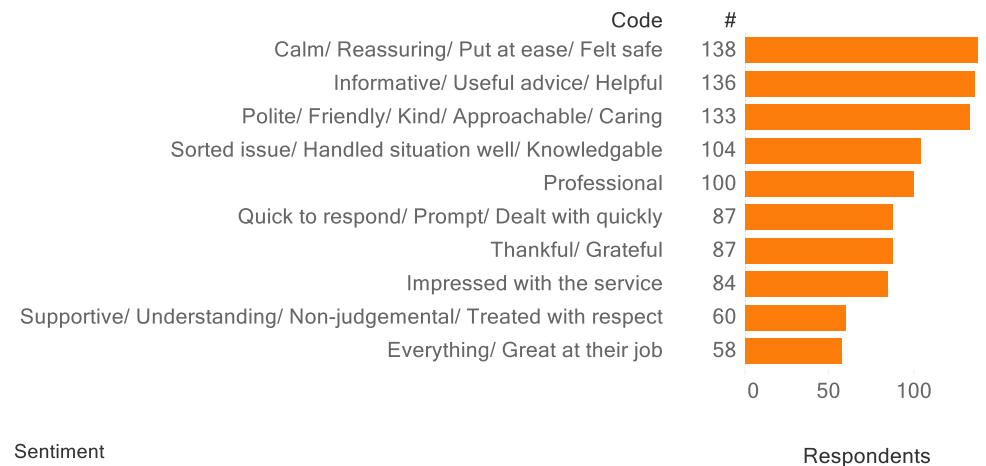 Code #
Calm/ Reassuring/ Put at ease/ Felt safe 138
Informative/ Useful advice/ Helpful 136
Polite/ Friendly/ Kind/ Approachable/ Caring 133
Sorted issue/ Handled situation well/ Knowledgable 104
Professional 100
Quick to respond/ Prompt/ Dealt with quickly 87
Thankful/ Grateful 87
Impressed with the service 84
Supportive/ Understanding/ Non-judgemental/ Treated with respect 60
Everything/ Great at their job 58
0 50 100
Sentiment Respondents